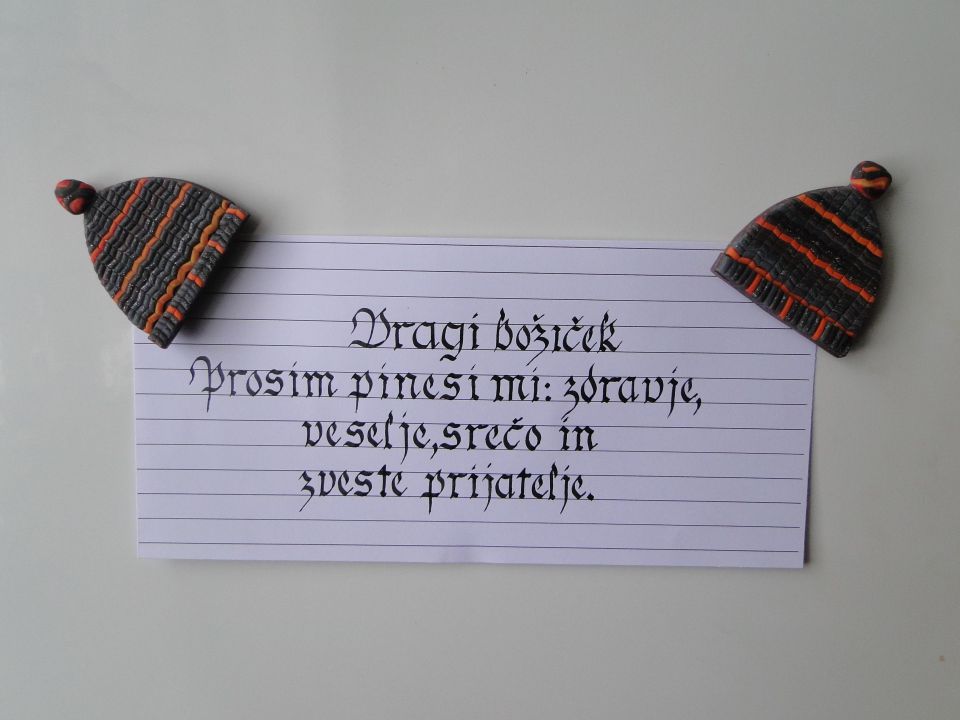 Dragi božiček
Prosim pinesi mi: zdravje,
veselje,srečo in
zveste prijatelje.